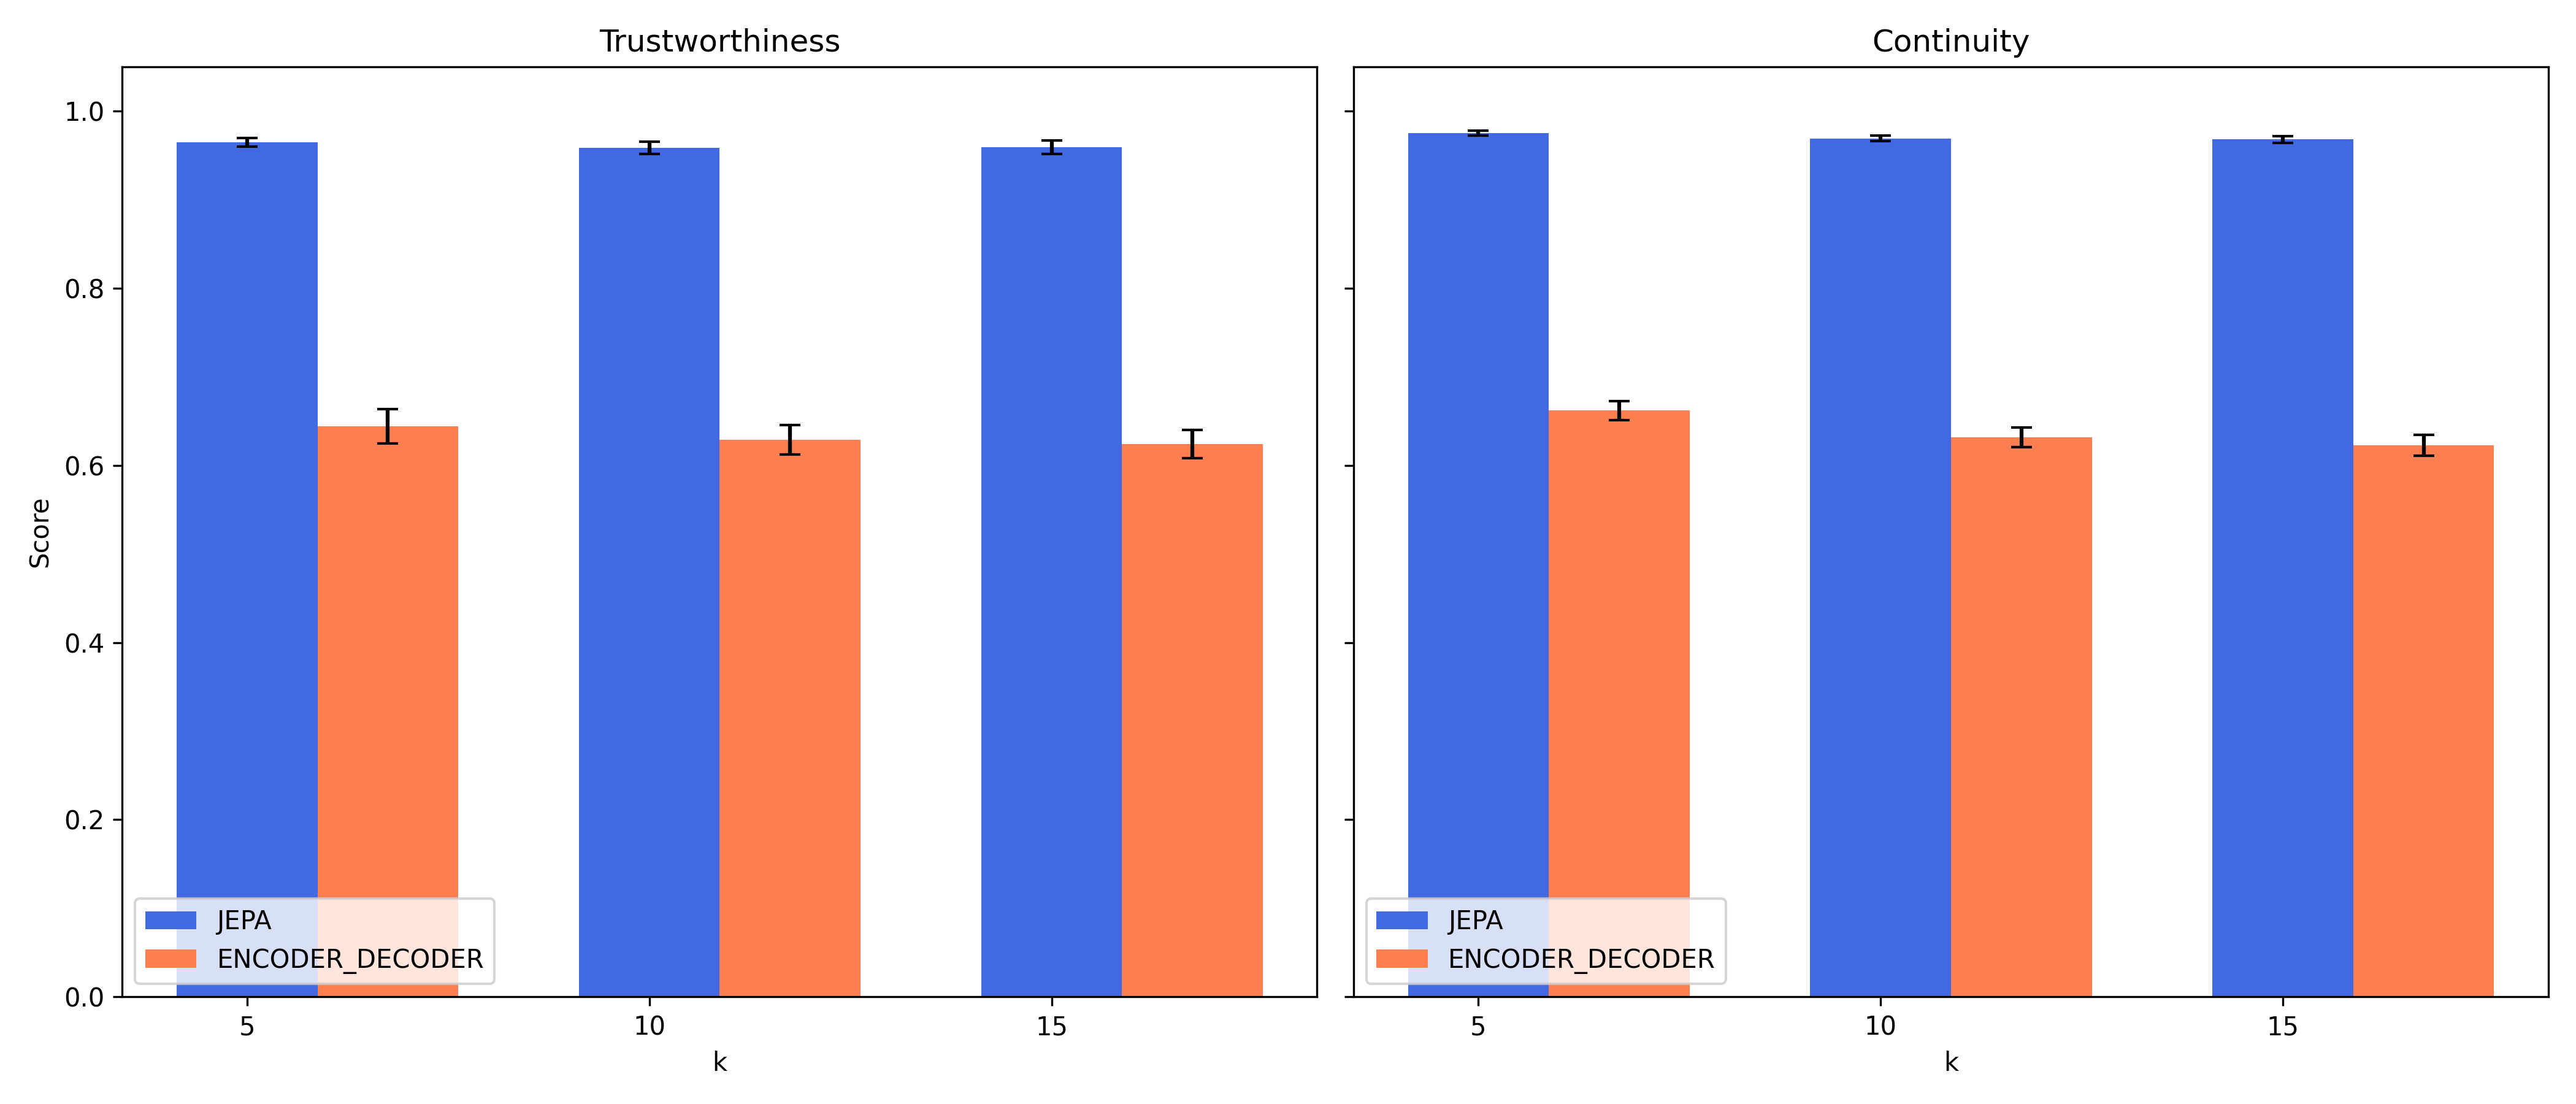 Trustworthiness
Continuity
Score
1.0
0.8
0.6
0.4
0.2
0.0
JEPA
ENCODER_DECODER
5
10
15
k
JEPA
ENCODER_DECODER
5
10
15
k